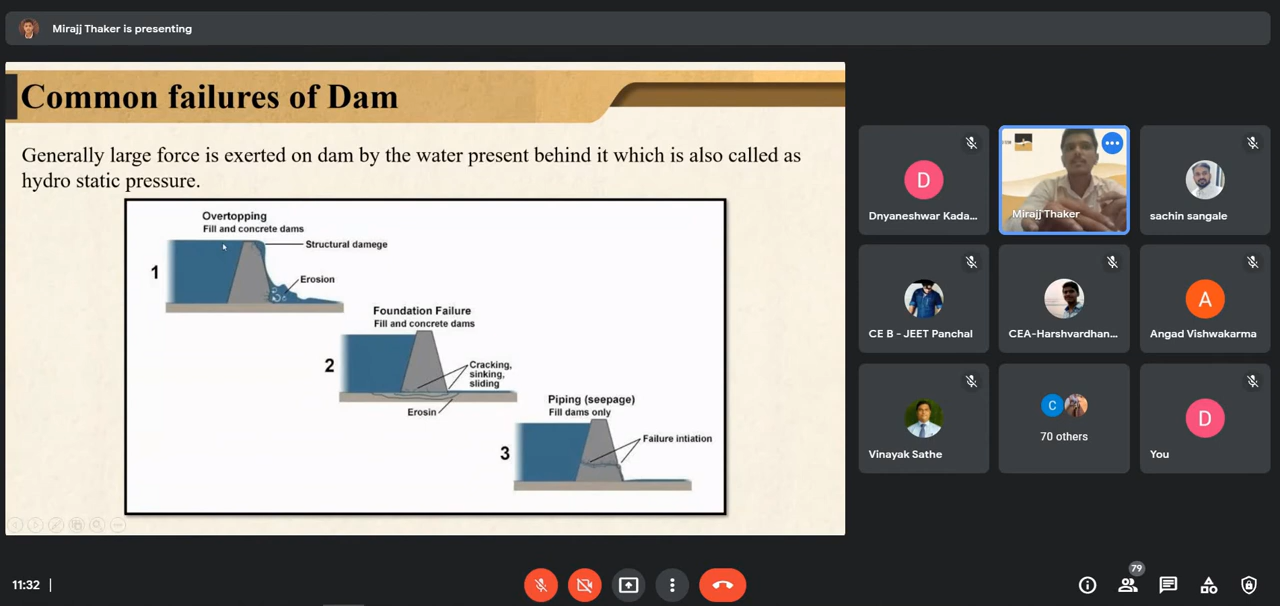 Mirajj Thaker is presenting
Common failures of Dam
Generally large force is exerted on dam by the water present behind it which is also called as
hydro static pressure.
Overtopping
Fill and concrete dams
Structural damege
1
Erosion
Foundation Failure
Fill and concrete dams
2
Cracking,
sinking,
sliding
Erosin
Piping (seepage)
Fill dams only
3
Failure intiation
D
Dnyaneshwar Kada...
Mirajj Thaker
sachin sangale
CE B - JEET Panchal
CEA-Harshvardhan...
A
Angad Vishwakarma
Vinayak Sathe
C
70 others
D
You
11:32
79